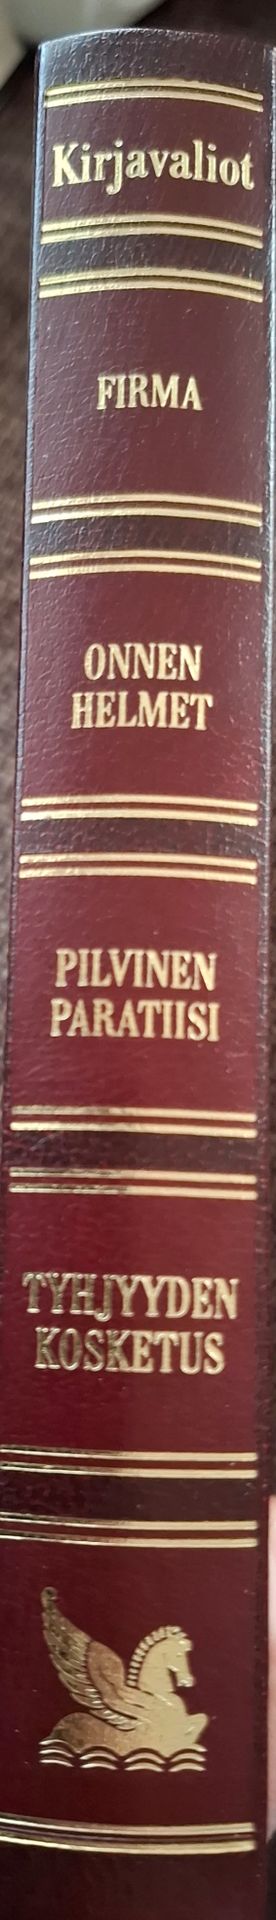 Kirjavaliot
FIRMA
ONNEN
HELMET
PILVINEN
PARATIISI
TYHJYYDEN
KOSKETUS